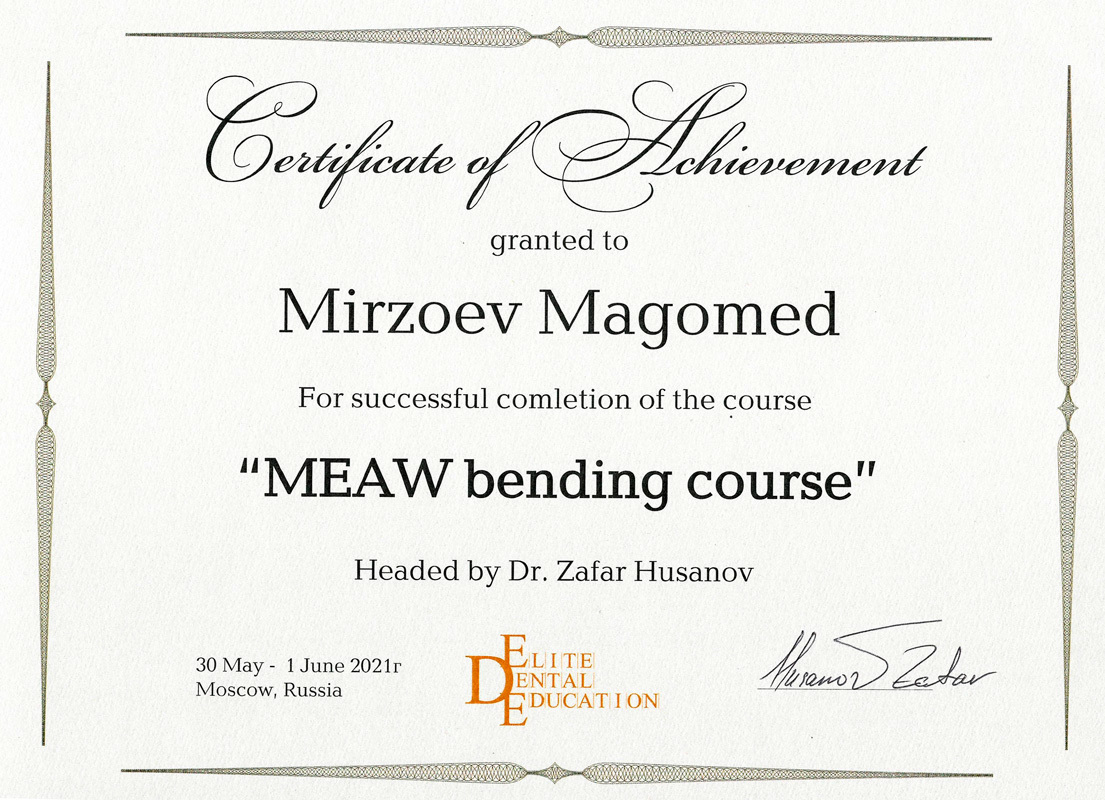 Certificate of Achievement
granted to
Mirzoev Magomed
For successful comletion of the course
“MEAW bending course”
Headed by Dr. Zafar Husanov
30 May - 1 June 2021r
Moscow, Russia
ELITE
DENTAL
EDUCATION
Husanov Zafar